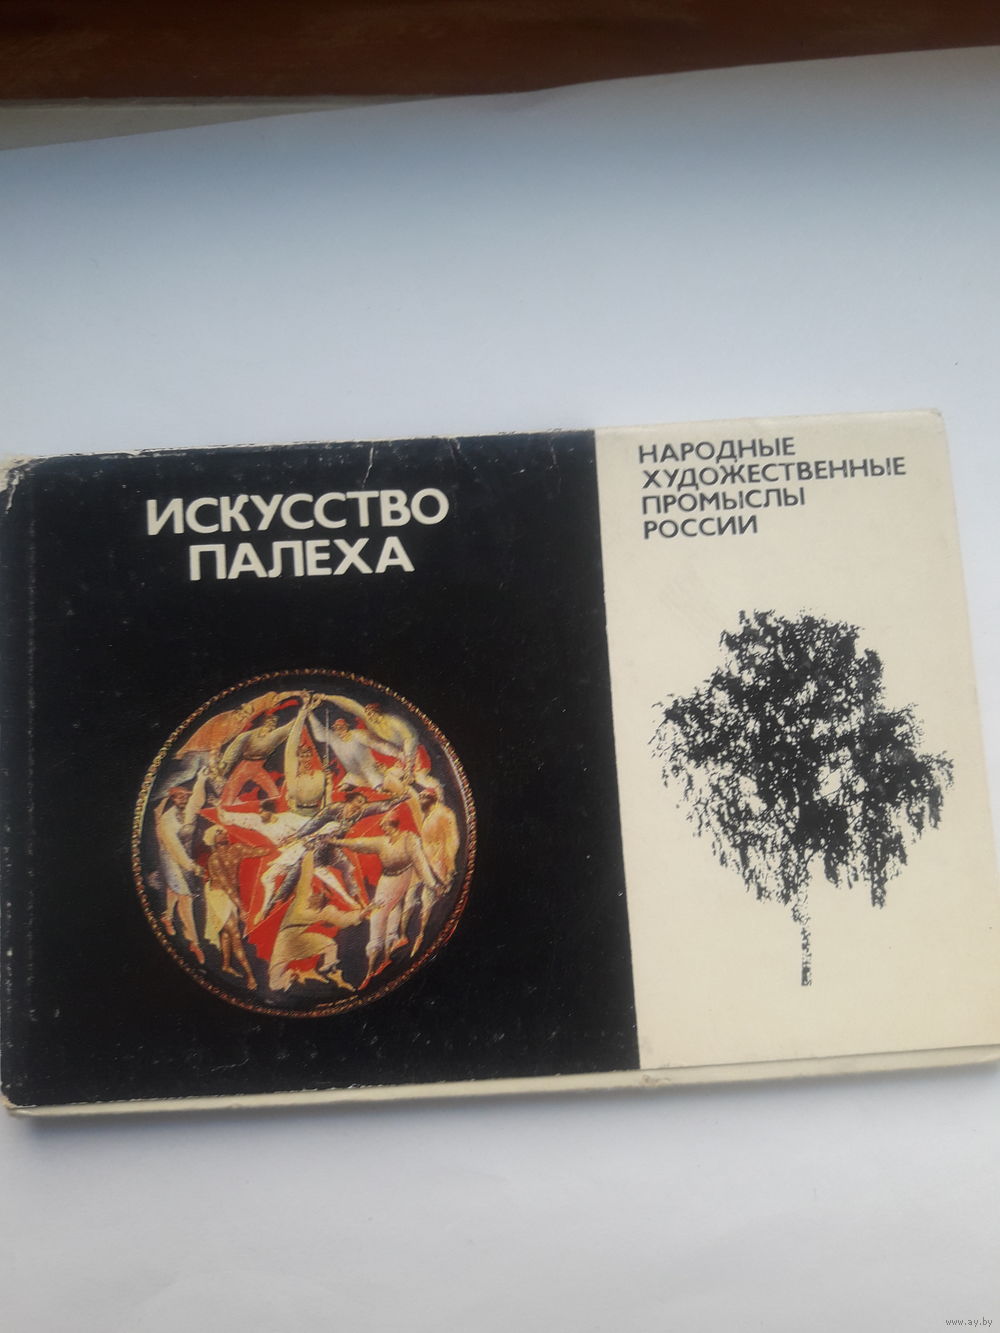 ИСКУССТВО
ПАЛЕХА
НАРОДНЫЕ
ХУДОЖЕСТВЕННЫЕ
ПРОМЫСЛЫ
РОССИИ
www.ay.by